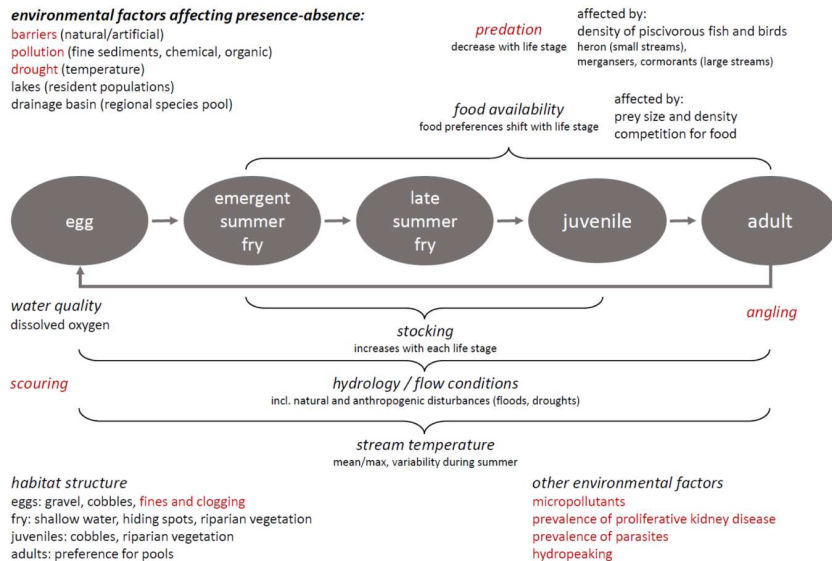 environmental factors affecting presence-absence:
barriers (natural/artificial)
pollution (fine sediments, chemical, organic)
drought (temperature)
lakes (resident populations)
drainage basin (regional species pool)
predation
decrease with life stage
affected by:
density of piscivorous fish and birds
heron (small streams),
mergansers, cormorants (large streams)
food availability
food preferences shift with life stage
affected by:
prey size and density
competition for food
egg
emergent
summer
fry
late
summer
fry
juvenile
adult
water quality
dissolved oxygen
angling
stocking
increases with each life stage
scouring
hydrology / flow conditions
incl. natural and anthropogenic disturbances (floods, droughts)
stream temperature
mean/max, variability during summer
habitat structure
eggs: gravel, cobbles, fines and clogging
fry: shallow water, hiding spots, riparian vegetation
juveniles: cobbles, riparian vegetation
adults: preference for pools
other environmental factors
micropollutants
prevalence of proliferative kidney disease
prevalence of parasites
hydropeaking